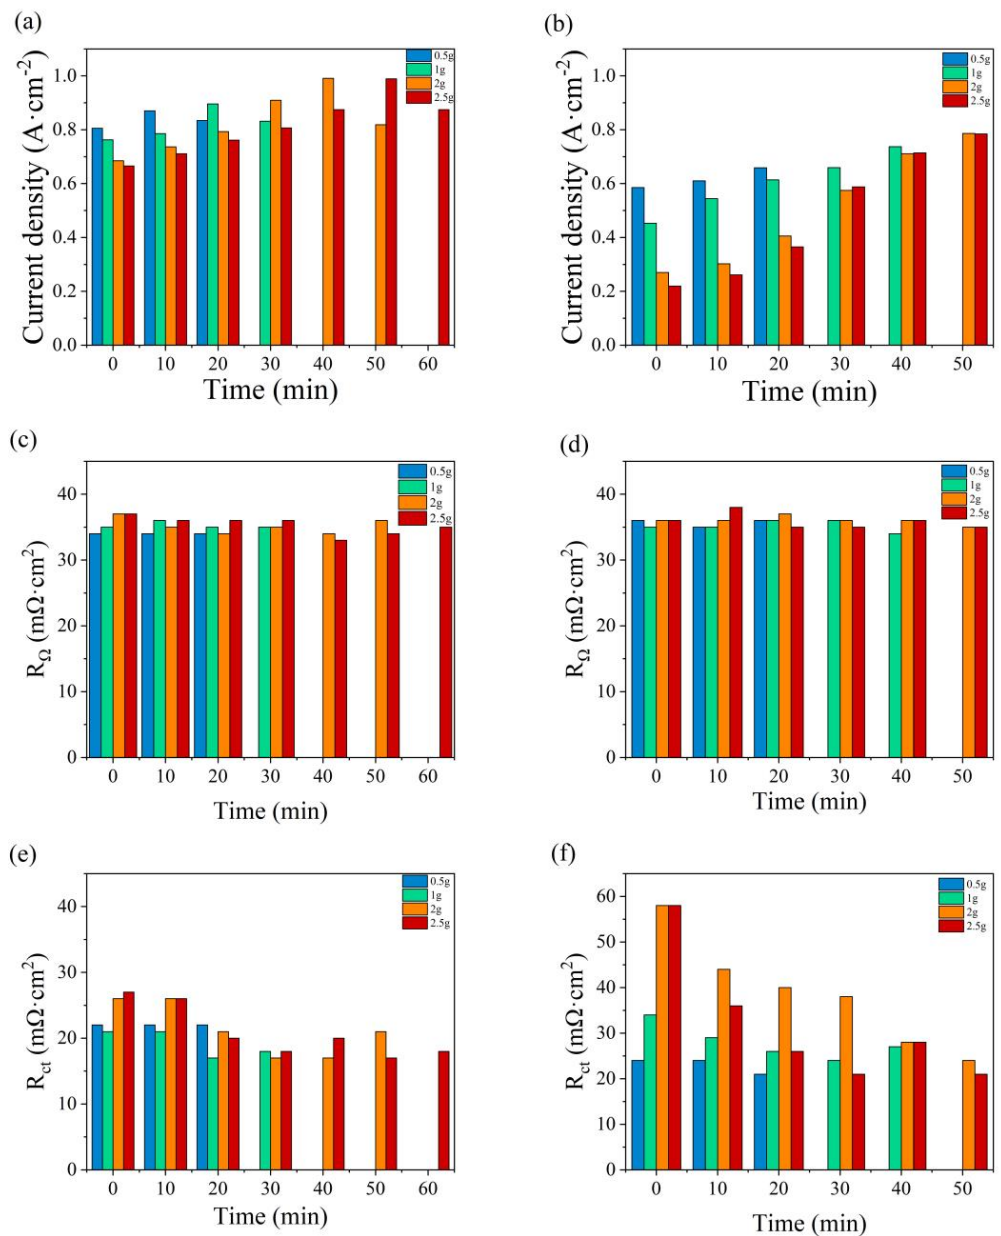 (a)
Current density (A·cm⁻²)
1.0
0.8
0.6
0.4
0.2
0.0
0.5g
1g
2g
2.5g
0 10 20 30 40 50 60
Time (min)
(b)
Current density (A·cm⁻²)
1.0
0.8
0.6
0.4
0.2
0.0
0.5g
1g
2g
2.5g
0 10 20 30 40 50
Time (min)
(c)
R_Ω (mΩ·cm²)
40
30
20
10
0
0.5g
1g
2g
2.5g
0 10 20 30 40 50 60
Time (min)
(d)
R_Ω (mΩ·cm²)
40
30
20
10
0
0.5g
1g
2g
2.5g
0 10 20 30 40 50
Time (min)
(e)
R_ct (mΩ·cm²)
40
30
20
10
0
0.5g
1g
2g
2.5g
0 10 20 30 40 50 60
Time (min)
(f)
R_ct (mΩ·cm²)
60
50
40
30
20
10
0
0.5g
1g
2g
2.5g
0 10 20 30 40 50
Time (min)